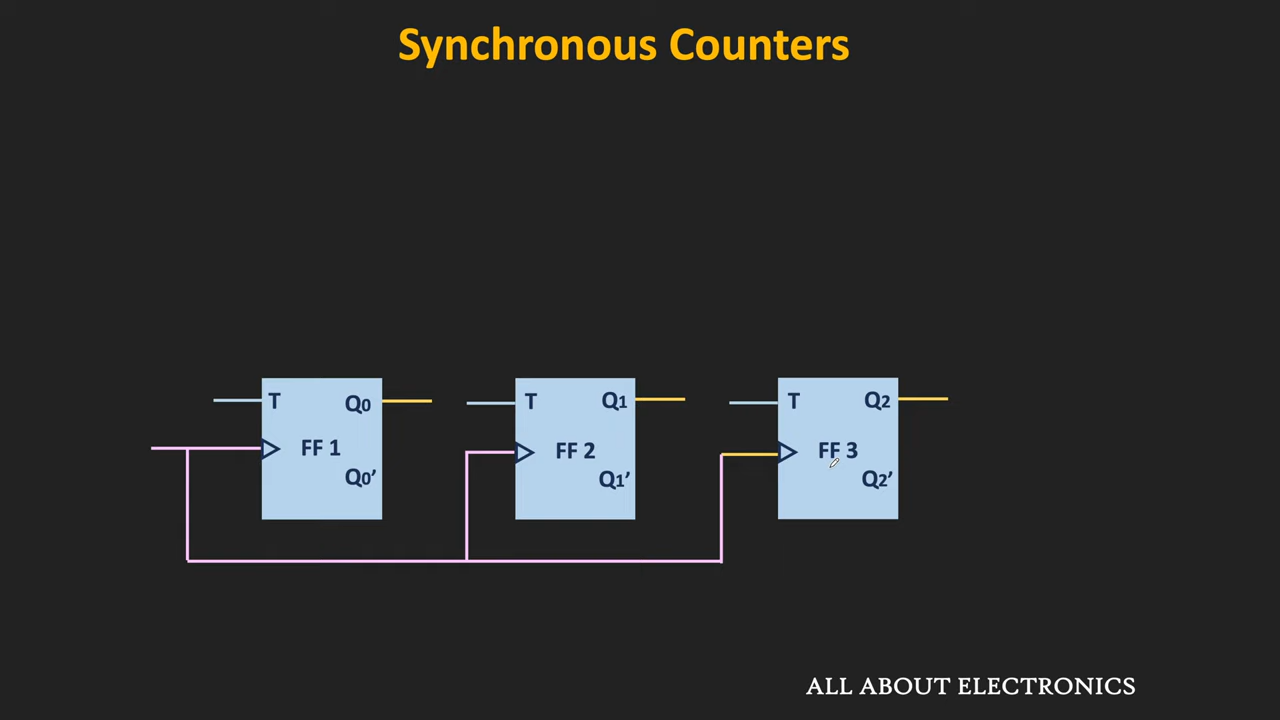 Synchronous Counters
T Q0 T Q1 T Q2
FF 1 FF 2 FF 3
Q0’ Q1’ Q2’
ALL ABOUT ELECTRONICS